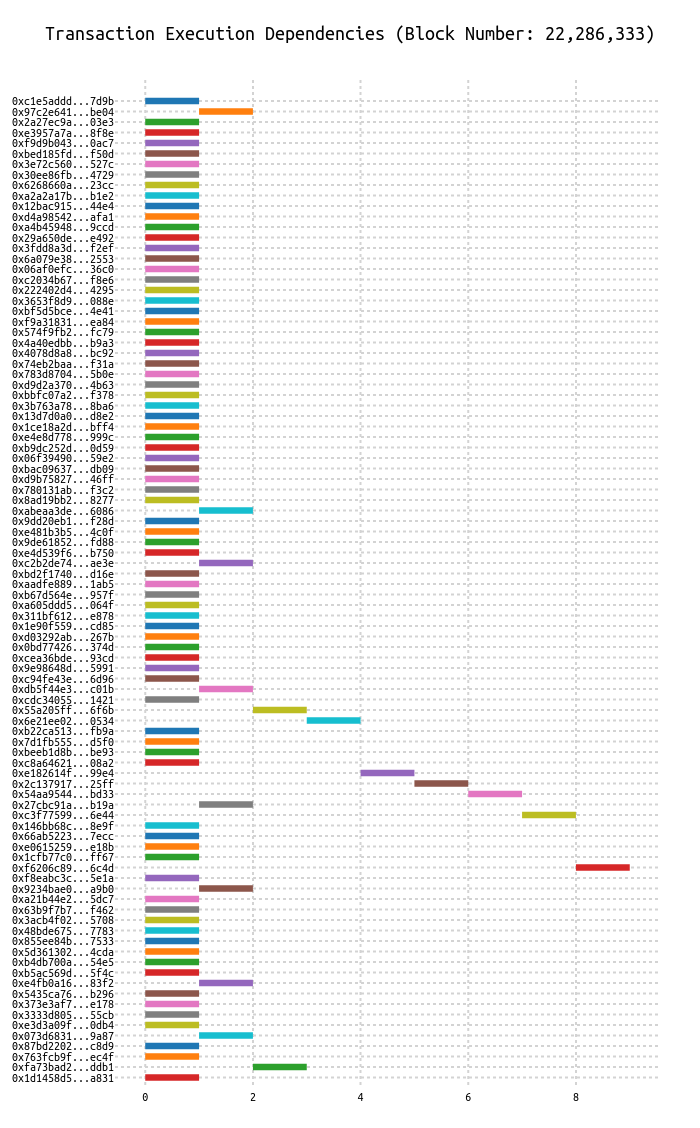 Transaction Execution Dependencies (Block Number: 22,286,333)
0xc1e5addd...7d9b
0x97c2e641...be04
0x2a27ec9a...03e3
0xe3957a7a...8f8e
0xf9d9b043...0ac7
0xbed185fd...f50d
0x3e72c560...527c
0x30ee86fb...4729
0x6268660a...23cc
0xa2a2a17b...b1e2
0x12bac915...44e4
0xd4a98542...afa1
0xa4b45948...9ccd
0x29a650de...e492
0x3fdd8a3d...f2ef
0x6a079e38...2553
0x06af0efc...36c0
0xc2034b67...f8e6
0x222402d4...4295
0x3653f8d9...088e
0xbf5d5bce...4e41
0xf9a31831...ea84
0x574f9fb2...fc79
0x4a40edbb...b9a3
0x4078d8a8...bc92
0x74eb2baa...f31a
0x783d8704...5b0e
0xd9d2a370...4b63
0xbbfc07a2...f378
0x3b763a78...8ba6
0x13d7d0a0...d8e2
0x1ce18a2d...bff4
0xe4e8d778...999c
0xb9dc252d...0d59
0x06f39490...59e2
0xbac09637...db09
0xd9b75827...46ff
0x780131ab...f3c2
0x8ad19bb2...8277
0xabeaa3de...6086
0x9dd20eb1...f28d
0xe481b3b5...4c0f
0x9de61852...fd88
0xe4d539f6...b750
0xc2b2de74...ae3e
0xbd2f1740...d16e
0xaadfe889...1ab5
0xb67d564e...957f
0xa605ddd5...064f
0x311bf612...e878
0x1e90f559...cd85
0xd03292ab...267b
0x0bd77426...374d
0xcea36bde...93cd
0x9e98648d...5991
0xc94fe43e...6d96
0xdb5f44e3...c01b
0xcdc34055...1421
0x55a205ff...6f6b
0x6e21ee02...0534
0xb22ca513...fb9a
0x7d1fb555...d5f0
0xbeeb1d8b...be93
0xc8a64621...08a2
0xe182614f...99e4
0x2c137917...25ff
0x54aa9544...bd33
0x27cbc91a...b19a
0xc3f77599...6e44
0x146bb68c...8e9f
0x66ab5223...7ecc
0xe0615259...e18b
0x1cfb77c0...ff67
0xf6206c89...6c4d
0xf8eabc3c...5e1a
0x9234bae0...a9b0
0xa21b44e2...5dc7
0x63b9f7b7...f462
0x3acb4f02...5708
0x48bde675...7783
0x855ee84b...7533
0x5d361302...4cda
0xb4db700a...54e5
0xb5ac569d...5f4c
0xe4fb0a16...83f2
0x5435ca76...b296
0x373e3af7...e178
0x3333d805...55cb
0xe3d3a09f...0db4
0x073d6831...9a87
0x87bd2202...c8d9
0x763fcb9f...ec4f
0xfa73bad2...ddb1
0x1d1458d5...a831
0 2 4 6 8